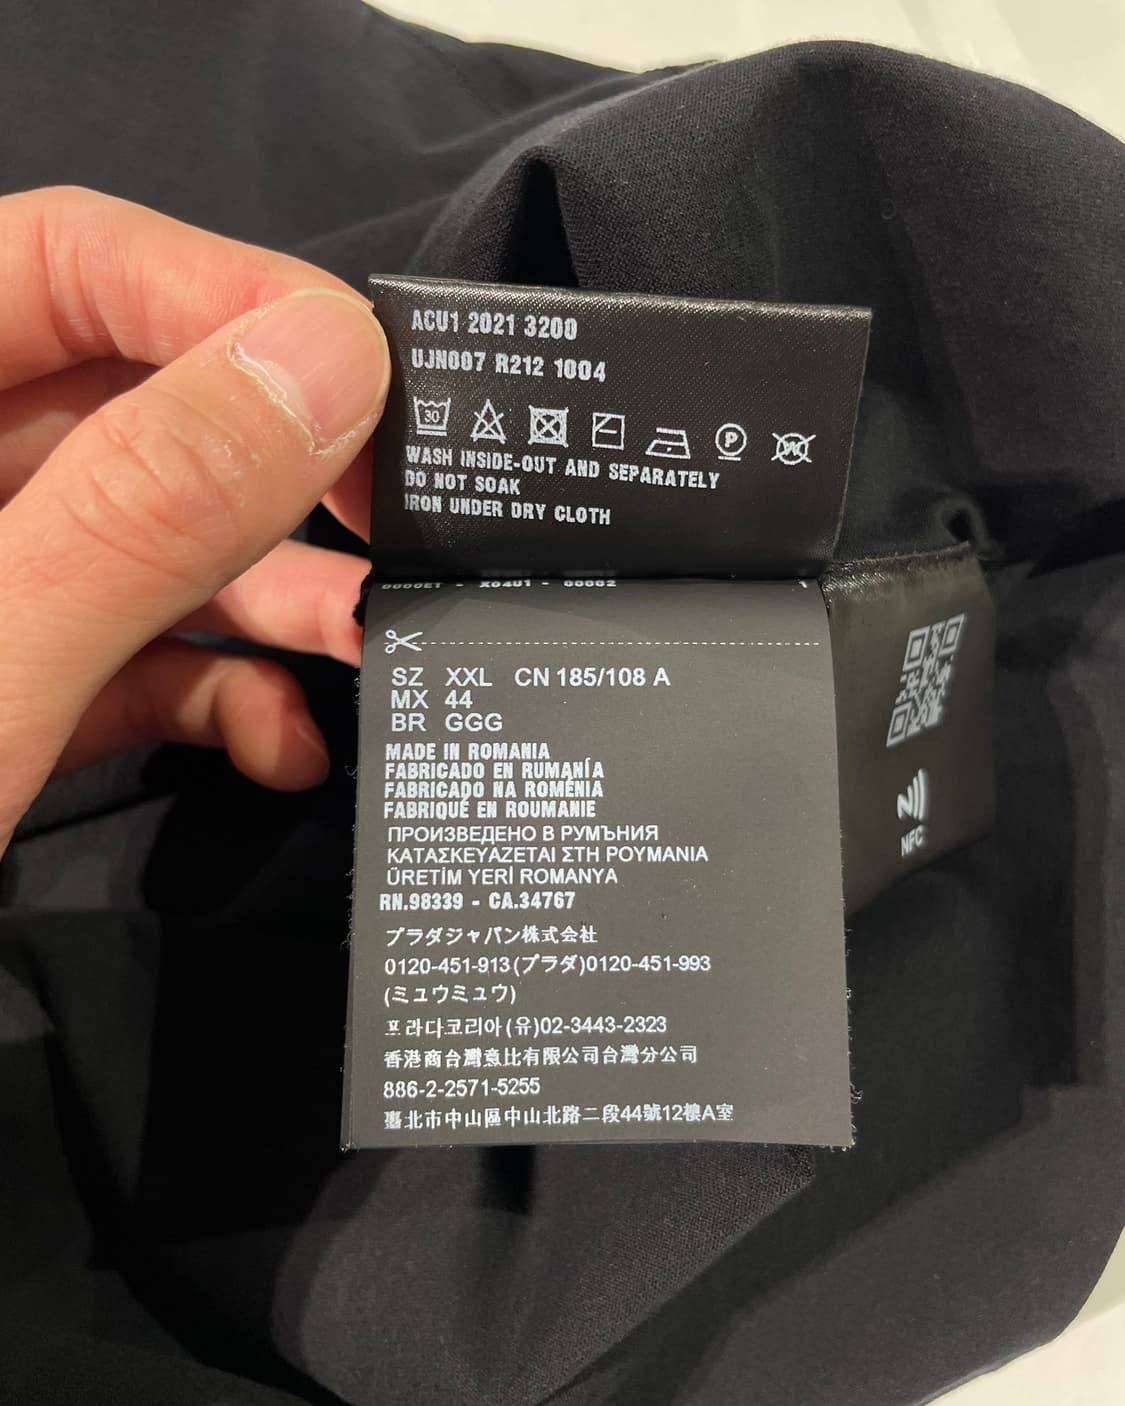 ACU1 2021 3200
UJN007 R212 1004
30
P
W
WASH INSIDE-OUT AND SEPARATELY
DO NOT SOAK
IRON UNDER DRY CLOTH
0000ET - X04U1 - 00002 1
SZ XXL CN 185/108 A
MX 44
BR GGG
MADE IN ROMANIA
FABRICADO EN RUMANÍA
FABRICADO NA ROMÉNIA
FABRIQUÉ EN ROUMANIE
ПРОИЗВЕДЕНО В РУМЪНИЯ
ΚΑΤΑΣΚΕΥΑΖΕΤΑΙ ΣΤΗ ΡΟΥΜΑΝΙΑ
ÜRETİM YERİ ROMANYA
RN.98339 - CA.34767
プラダジャパン株式会社
0120-451-913(プラダ)0120-451-993
(ミュウミュウ)
프라다코리아(유)02-3443-2323
香港商台灣意比有限公司台灣分公司
886-2-2571-5255
臺北市中山區中山北路二段44號12樓A室
N
NFC